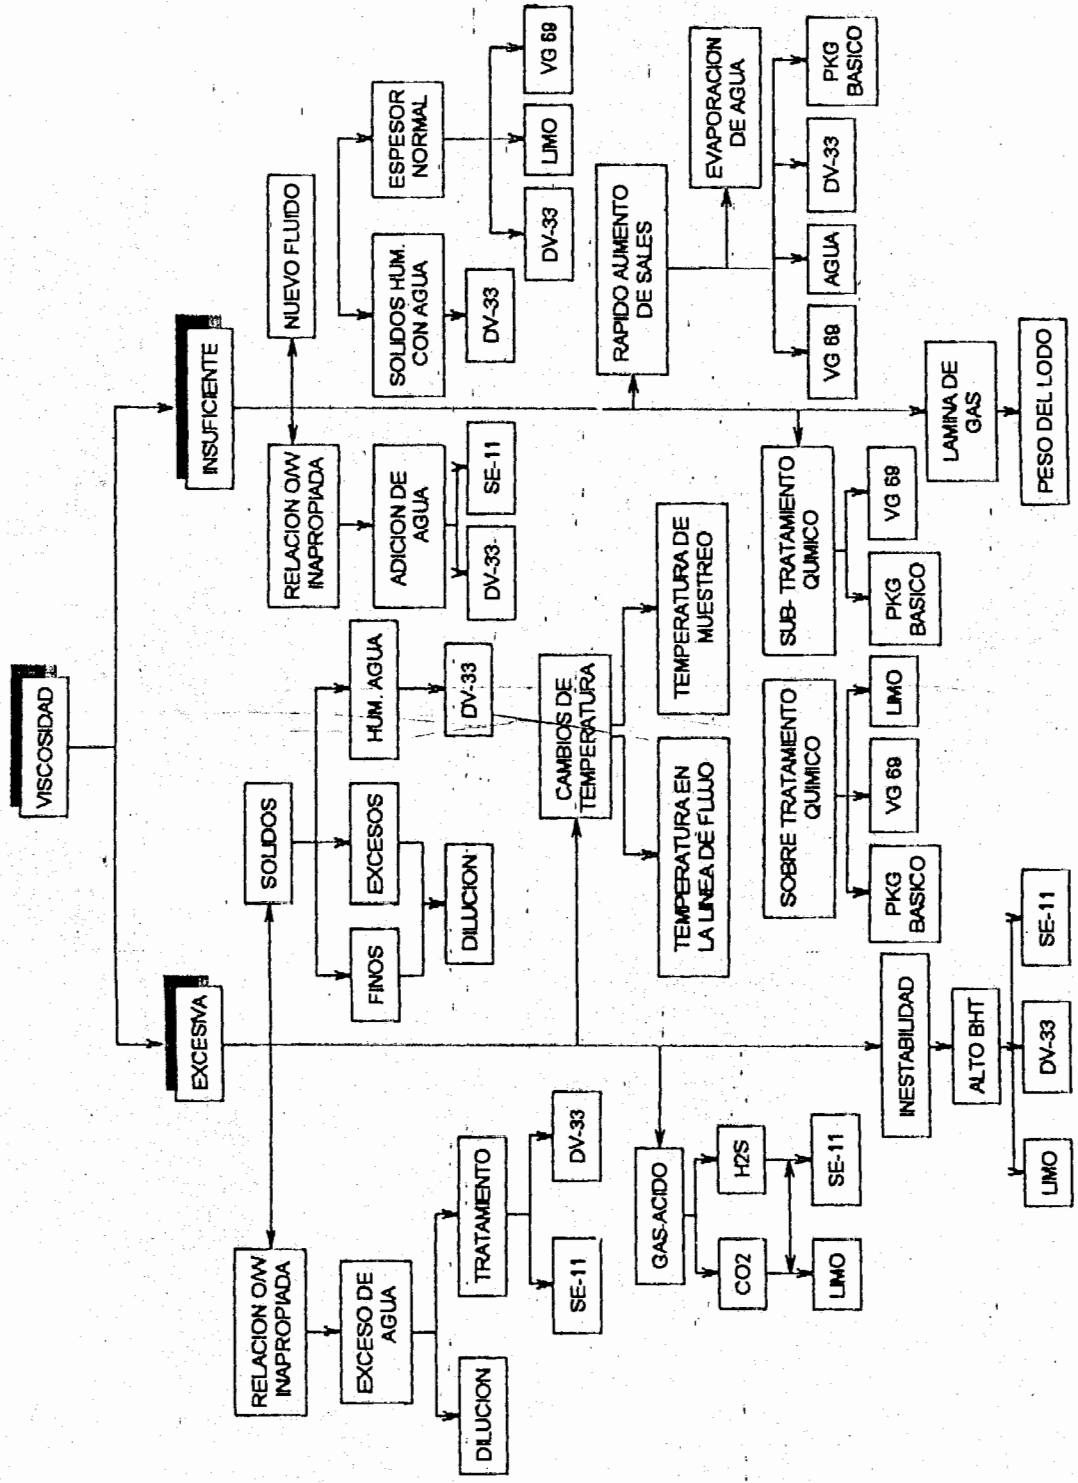 VISCOSIDAD
EXCESIVA
INSUFICIENTE
RELACION O/W
INAPROPIADA
SOLIDOS
RELACION O/W
INAPROPIADA
NUEVO FLUIDO
EXCESO DE
AGUA
FINOS
EXCESOS
HUM. AGUA
ADICION DE
AGUA
SOLIDOS HUM.
CON AGUA
ESPESOR
NORMAL
DILUCION
TRATAMIENTO
DILUCION
DV-33
DV-33
SE-11
DV-33
SE-11
DV-33
DV-33
LIMO
VG 69
CAMBIOS DE
TEMPERATURA
RAPIDO AUMENTO
DE SALES
GAS-ACIDO
TEMPERATURA EN
LA LINEA DE FLUJO
TEMPERATURA DE
MUESTREO
EVAPORACION
DE AGUA
CO2
H2S
SOBRE TRATAMIENTO
QUIMICO
SUB- TRATAMIENTO
QUMICO
VG 69
AGUA
DV-33
PKG
BASICO
LIMO
SE-11
PKG
BASICO
VG 69
LIMO
PKG
BASICO
VG 69
INESTABILIDAD
LAMINA DE
GAS
ALTO BHT
PESO DEL LODO
LIMO
DV-33
SE-11